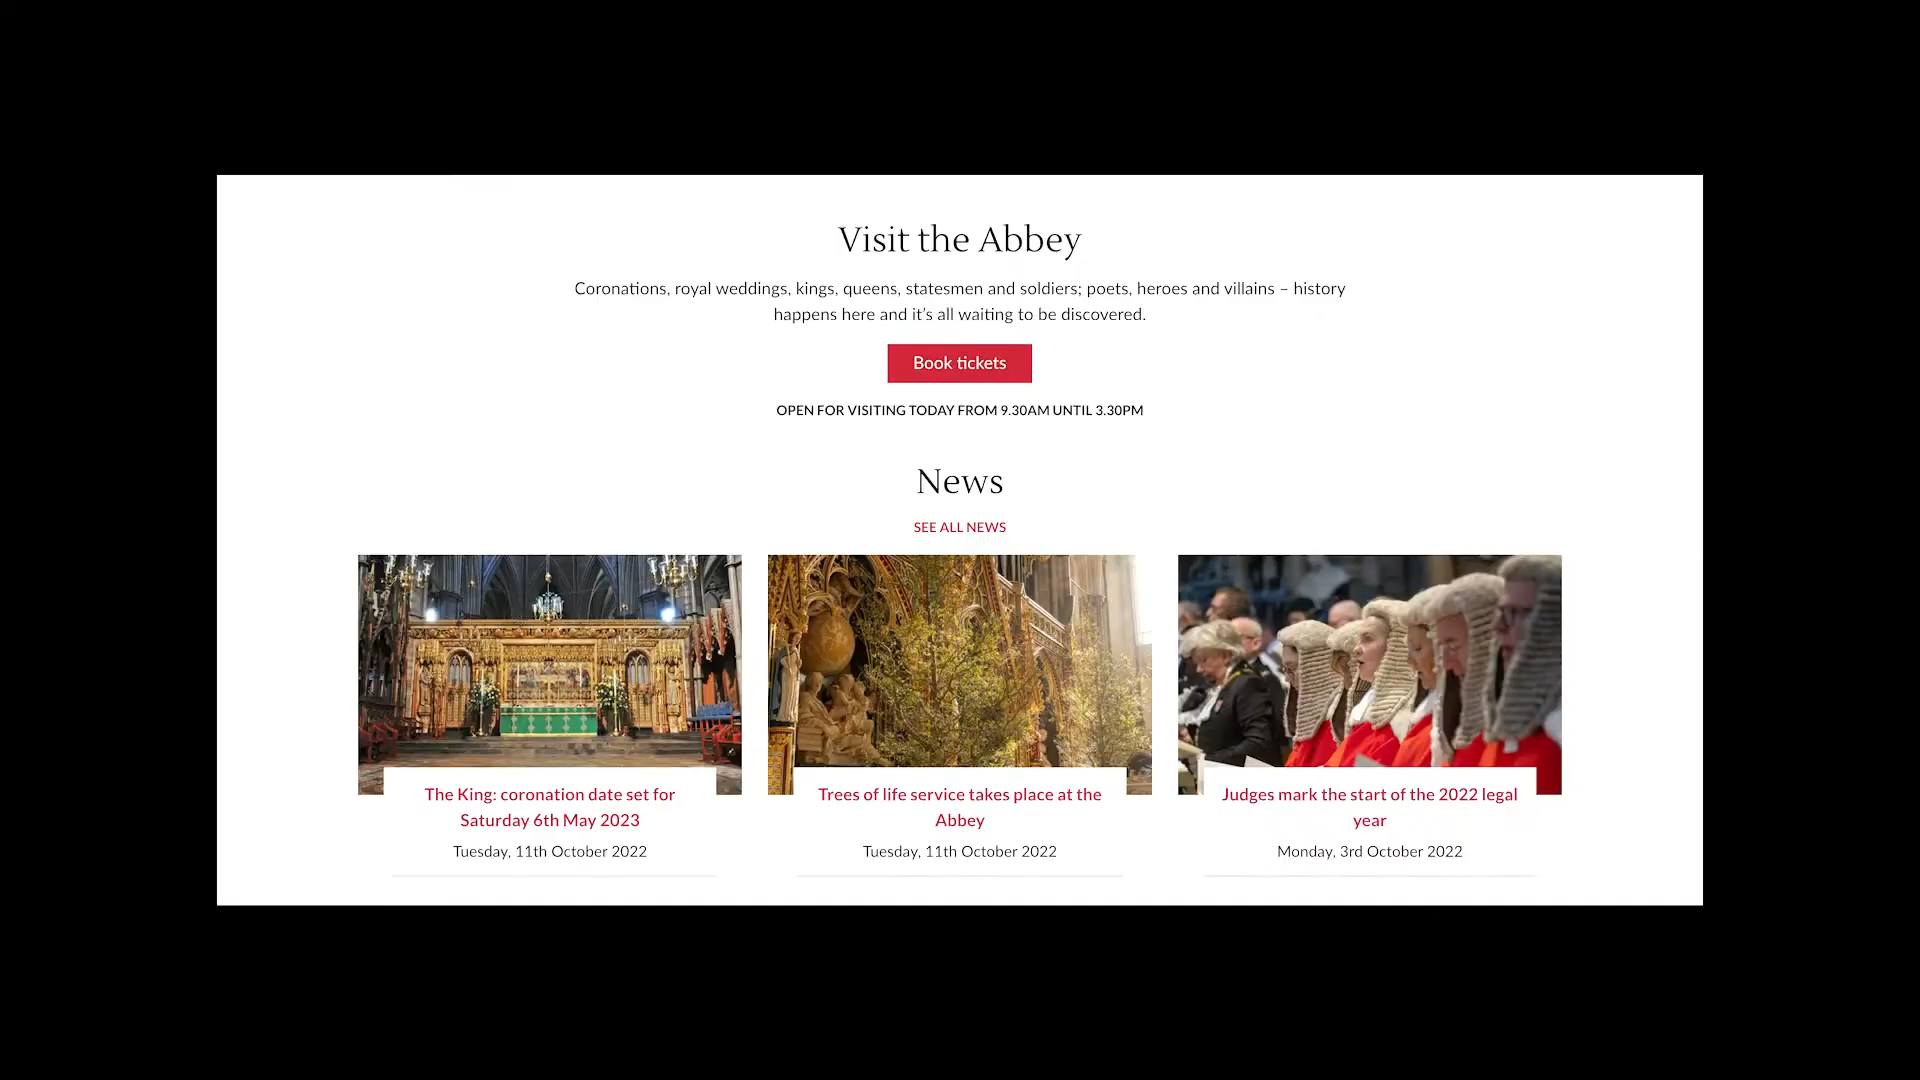 Visit the Abbey
Coronations, royal weddings, kings, queens, statesmen and soldiers; poets, heroes and villains – history
happens here and it’s all waiting to be discovered.
Book tickets
OPEN FOR VISITING TODAY FROM 9.30AM UNTIL 3.30PM
News
SEE ALL NEWS
The King: coronation date set for
Saturday 6th May 2023
Tuesday, 11th October 2022
Trees of life service takes place at the
Abbey
Tuesday, 11th October 2022
Judges mark the start of the 2022 legal
year
Monday, 3rd October 2022